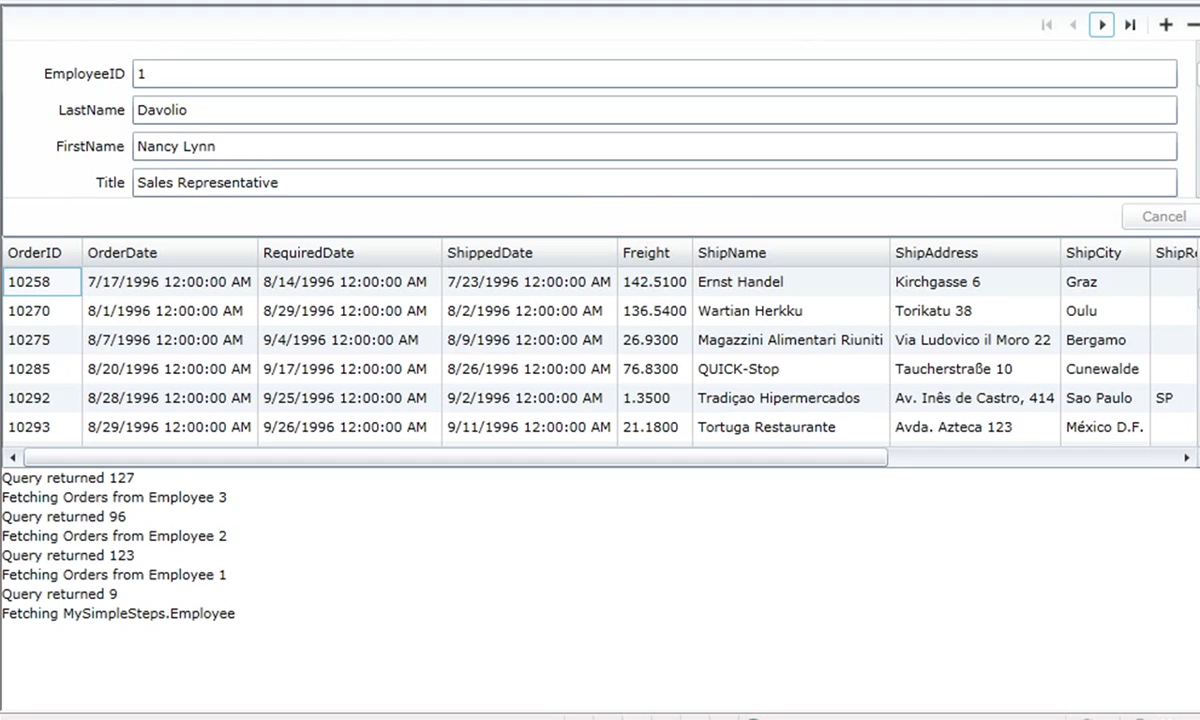 EmployeeID 1
LastName Davolio
FirstName Nancy Lynn
Title Sales Representative
Cancel
OrderID OrderDate RequiredDate ShippedDate Freight ShipName ShipAddress ShipCity
10258 7/17/1996 12:00:00 AM 8/14/1996 12:00:00 AM 7/23/1996 12:00:00 AM 142.5100 Ernst Handel Kirchgasse 6 Graz
10270 8/1/1996 12:00:00 AM 8/29/1996 12:00:00 AM 8/2/1996 12:00:00 AM 136.5400 Wartian Herkku Torikatu 38 Oulu
10275 8/7/1996 12:00:00 AM 9/4/1996 12:00:00 AM 8/9/1996 12:00:00 AM 26.9300 Magazzini Alimentari Riuniti Via Ludovico il Moro 22 Bergamo
10285 8/20/1996 12:00:00 AM 9/17/1996 12:00:00 AM 8/26/1996 12:00:00 AM 76.8300 QUICK-Stop Taucherstraße 10 Cunewalde
10292 8/28/1996 12:00:00 AM 9/25/1996 12:00:00 AM 9/2/1996 12:00:00 AM 1.3500 Tradiçao Hipermercados Av. Inês de Castro, 414 Sao Paulo SP
10293 8/29/1996 12:00:00 AM 9/26/1996 12:00:00 AM 9/11/1996 12:00:00 AM 21.1800 Tortuga Restaurante Avda. Azteca 123 México D.F.
Query returned 127
Fetching Orders from Employee 3
Query returned 96
Fetching Orders from Employee 2
Query returned 123
Fetching Orders from Employee 1
Query returned 9
Fetching MySimpleSteps.Employee